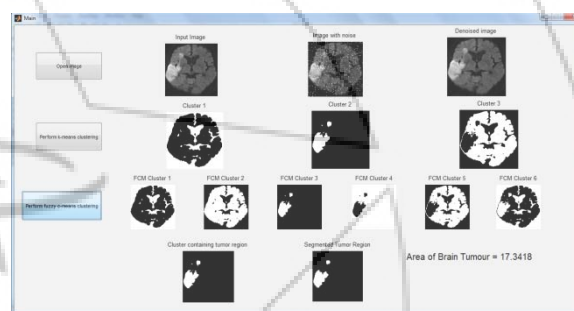 Main
Input Image
Image with noise
Denoised image
Open Image
Cluster 1
Cluster 2
Cluster 3
Perform k-means clustering
FCM Cluster 1
FCM Cluster 2
FCM Cluster 3
FCM Cluster 4
FCM Cluster 5
FCM Cluster 6
Perform fuzzy-c-means clustering
Cluster containing tumor region
Segmented Tumor Region
Area of Brain Tumour = 17.3418